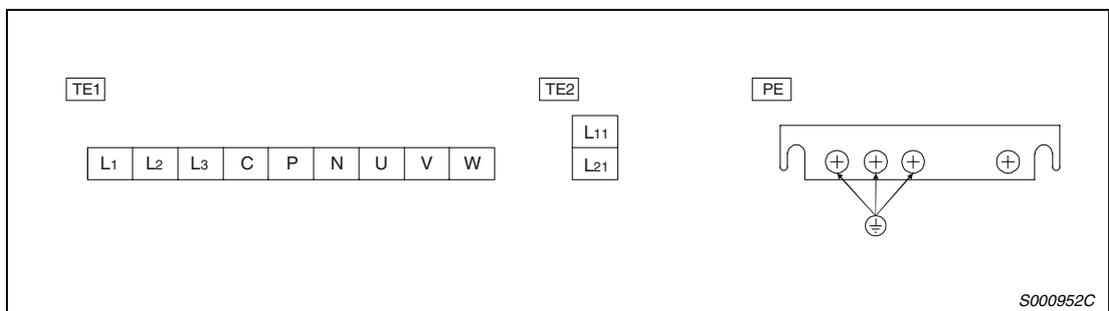 TE1 TE2 PE
L11
L1 L2 L3 C P N U V W L21
S000952C